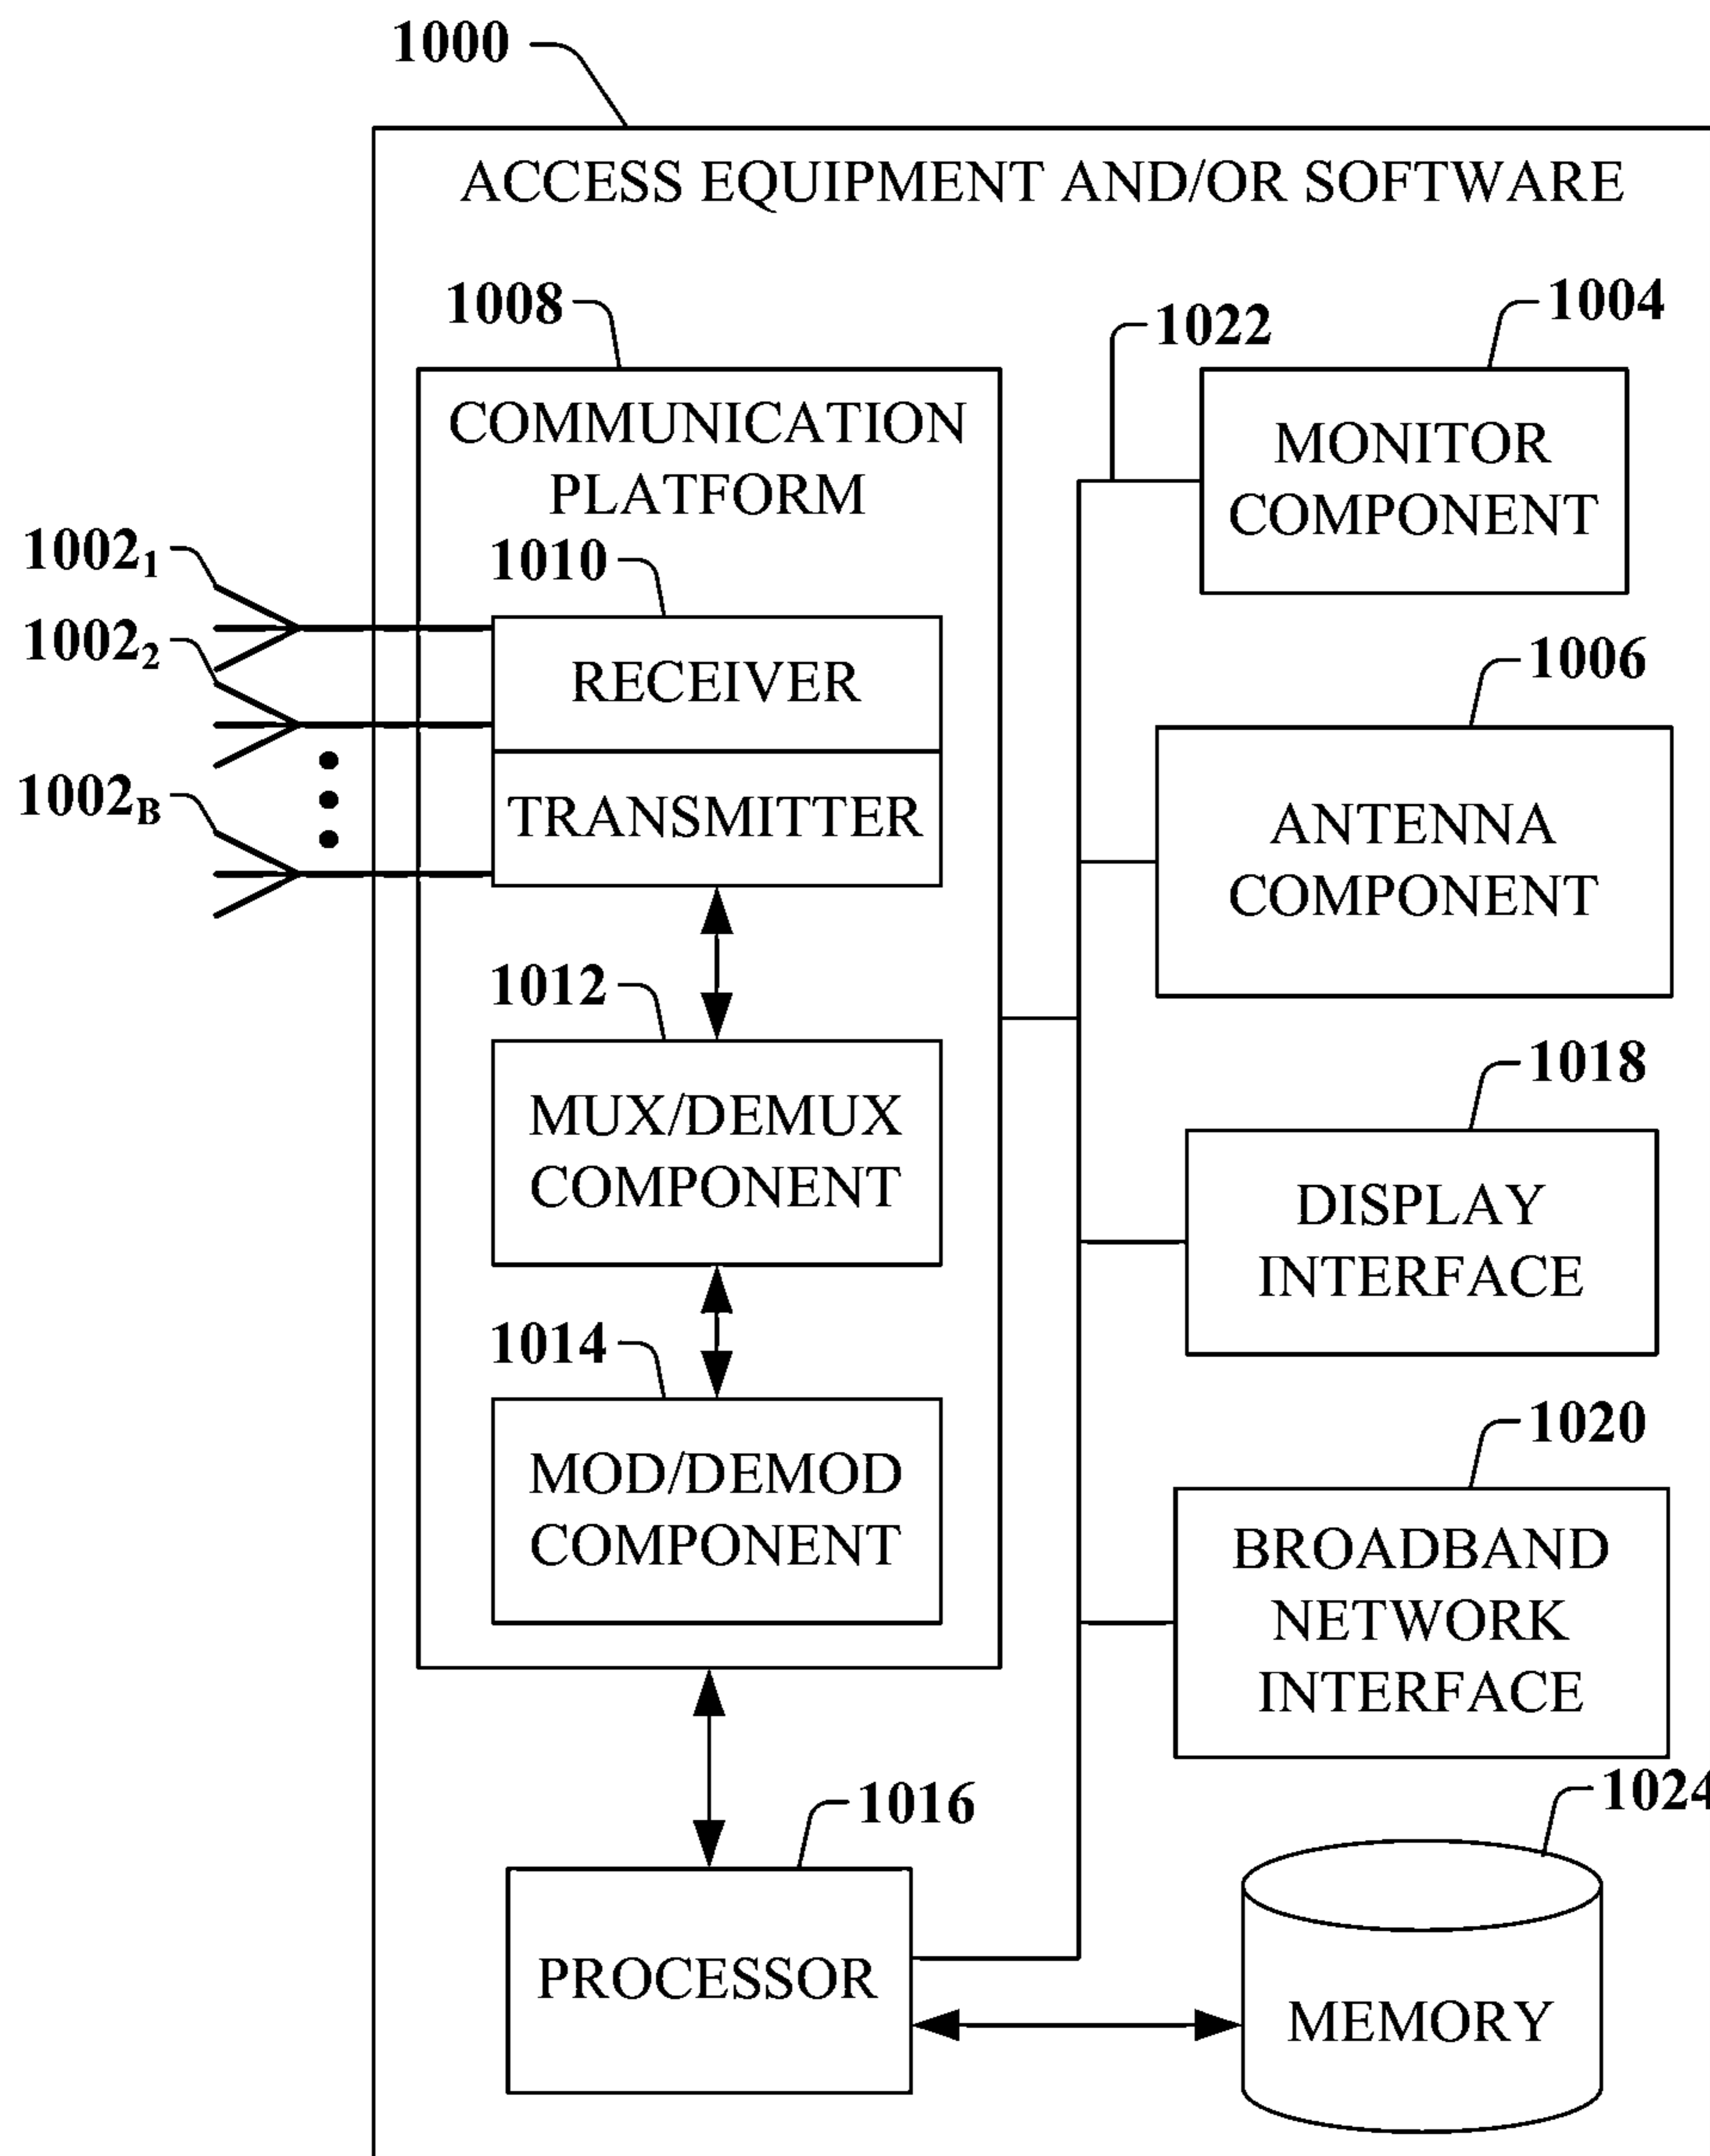 1000
ACCESS EQUIPMENT AND/OR SOFTWARE
1008
1022
1004
COMMUNICATION
PLATFORM
MONITOR
COMPONENT
1002₁
1010
1002₂
RECEIVER
1006
1002B
TRANSMITTER
ANTENNA
COMPONENT
1012
MUX/DEMUX
COMPONENT
1018
DISPLAY
INTERFACE
1014
MOD/DEMOD
COMPONENT
1020
BROADBAND
NETWORK
INTERFACE
1016
PROCESSOR
1024
MEMORY